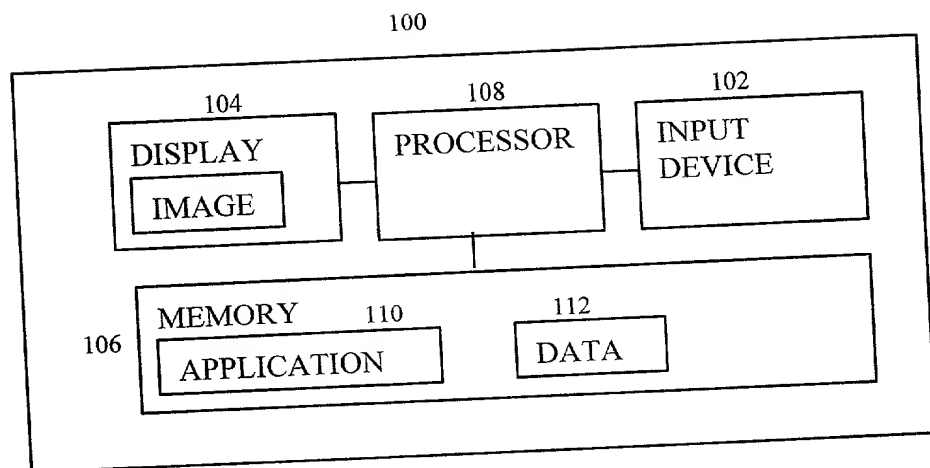 100
104
108
102
DISPLAY
PROCESSOR
INPUT
DEVICE
IMAGE
MEMORY
110
112
106
APPLICATION
DATA